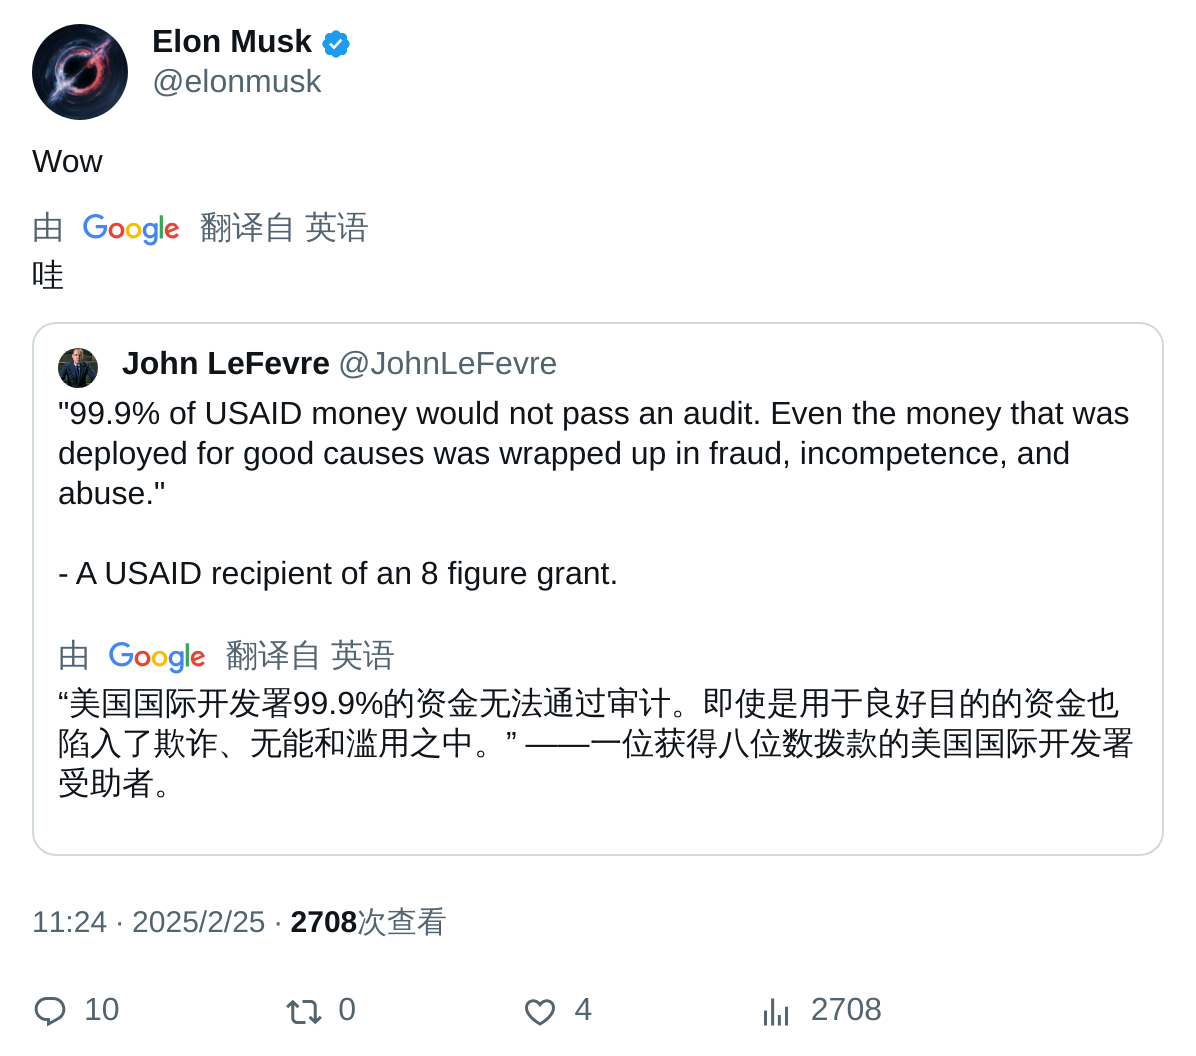 Elon Musk
@elonmusk
Wow
由 Google 翻译自 英语
哇
John LeFevre @JohnLeFevre
"99.9% of USAID money would not pass an audit. Even the money that was
deployed for good causes was wrapped up in fraud, incompetence, and
abuse."
- A USAID recipient of an 8 figure grant.
由 Google 翻译自 英语
“美国国际开发署99.9%的资金无法通过审计。即使是用于良好目的的资金也
陷入了欺诈、无能和滥用之中。” ——一位获得八位数拨款的美国国际开发署
受助者。
11:24 · 2025/2/25 · 2708次查看
10 0 4 2708